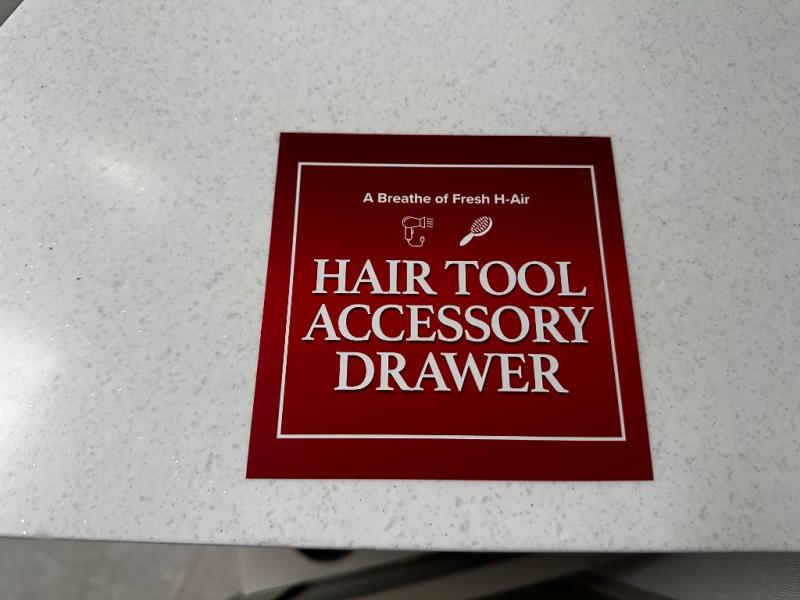 A Breathe of Fresh H-Air
HAIR TOOL
ACCESSORY
DRAWER